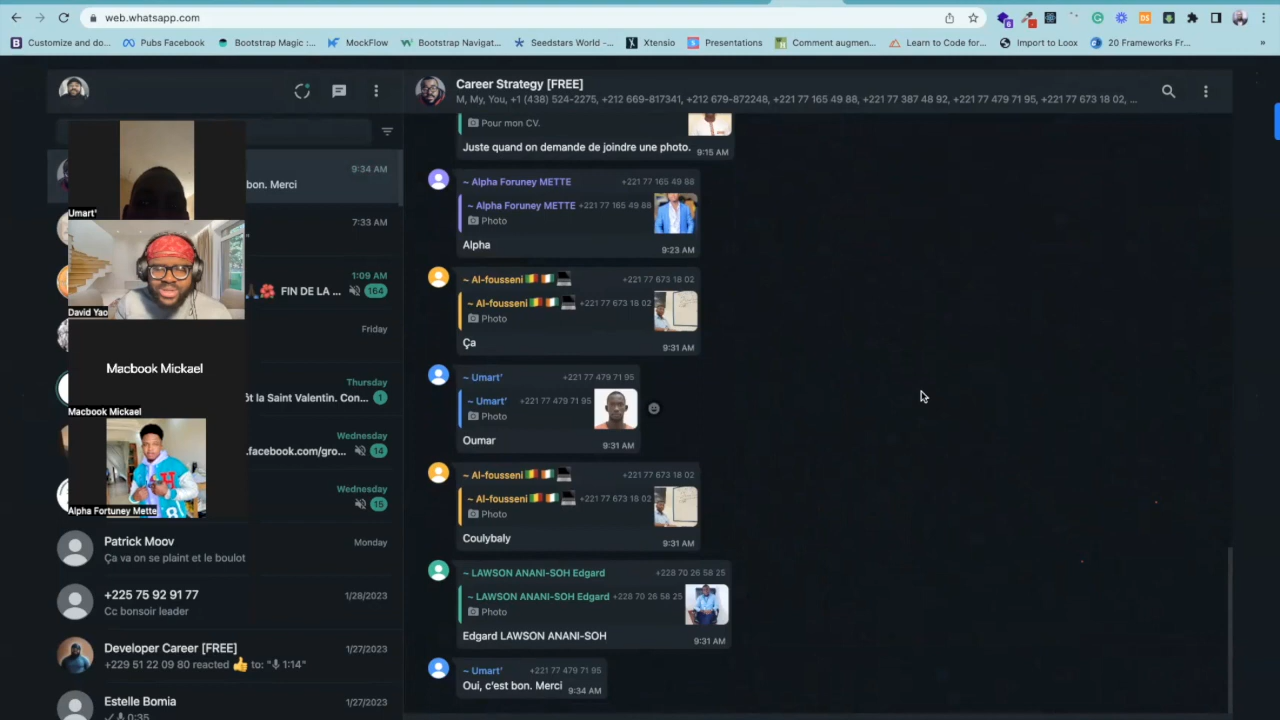 web.whatsapp.com
Customize and do...
Pubs Facebook
Bootstrap Magic :...
MockFlow
Bootstrap Navigat...
Seedstars World -...
Xtensio
Presentations
Comment augmen...
Learn to Code for...
Import to Loox
20 Frameworks Fr...
»
Career Strategy [FREE]
M, My, You, +1 (438) 524-2275, +212 669-817341, +212 679-872248, +221 77 165 49 88, +221 77 387 48 92, +221 77 479 71 95, +221 77 673 18 02, ...
9:34 AM
bon. Merci
7:33 AM
1:09 AM
FIN DE LA ...
164
Friday
Thursday
ôt la Saint Valentin. Con...
1
Wednesday
.facebook.com/gro...
14
Wednesday
15
Umart'
David Yao
Macbook Mickael
Macbook Mickael
Alpha Fortuney Mette
Patrick Moov
Monday
Ça va on se plaint et le boulot
+225 75 92 91 77
1/28/2023
Cc bonsoir leader
Developer Career [FREE]
1/27/2023
+229 51 22 09 80 reacted 👍 to: "1:14"
Estelle Bomia
1/27/2023
0:35
Pour mon CV.
Juste quand on demande de joindre une photo.
9:15 AM
~ Alpha Foruney METTE
+221 77 165 49 88
~ Alpha Foruney METTE +221 77 165 49 88
Photo
Alpha
9:23 AM
~ Al-fousseni
+221 77 673 18 02
~ Al-fousseni +221 77 673 18 02
Photo
Ça
9:31 AM
~ Umart'
+221 77 479 71 95
~ Umart' +221 77 479 71 95
Photo
Oumar
9:31 AM
~ Al-fousseni
+221 77 673 18 02
~ Al-fousseni +221 77 673 18 02
Photo
Coulybaly
9:31 AM
~ LAWSON ANANI-SOH Edgard
+228 70 26 58 25
~ LAWSON ANANI-SOH Edgard +228 70 26 58 25
Photo
Edgard LAWSON ANANI-SOH
9:31 AM
~ Umart'
+221 77 479 71 95
Oui, c'est bon. Merci
9:34 AM